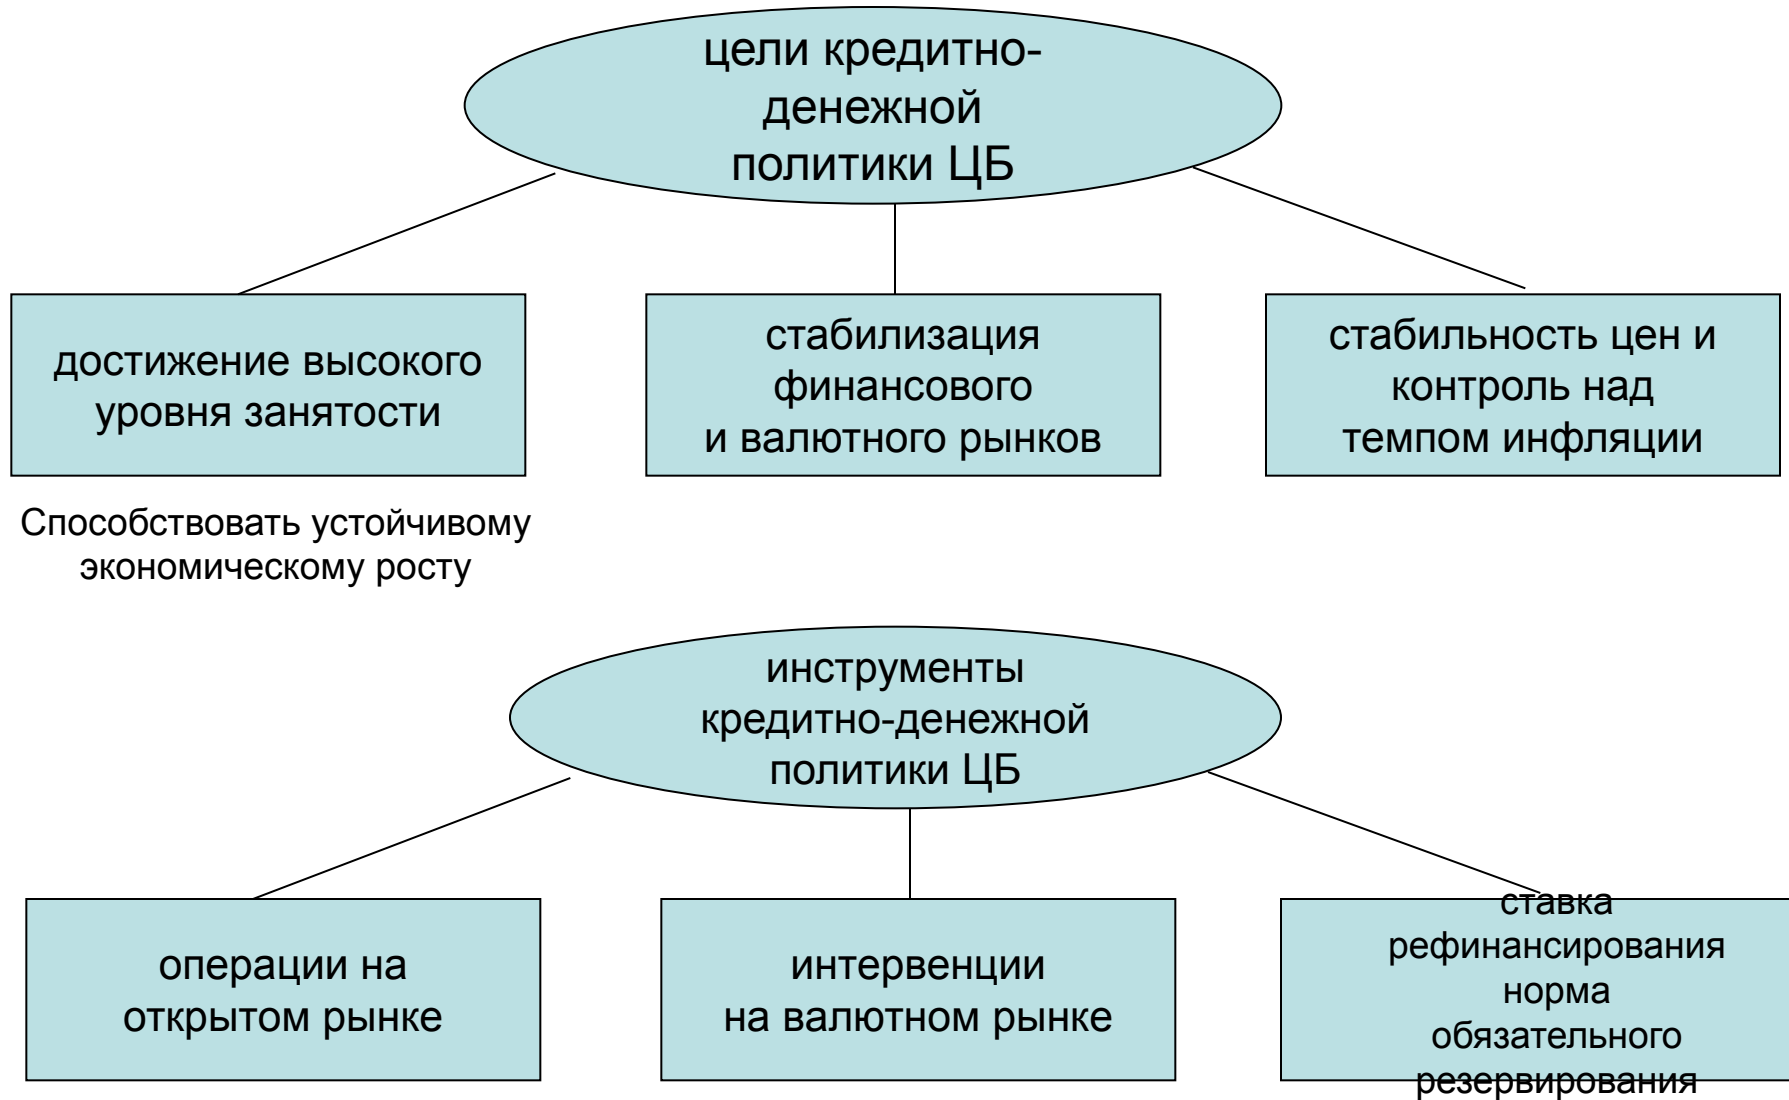 цели кредитно-
денежной
политики ЦБ
достижение высокого
уровня занятости
стабилизация
финансового
и валютного рынков
стабильность цен и
контроль над
темпом инфляции
Способствовать устойчивому
экономическому росту
инструменты
кредитно-денежной
политики ЦБ
операции на
открытом рынке
интервенции
на валютном рынке
ставка
рефинансирования
норма
обязательного
резервирования